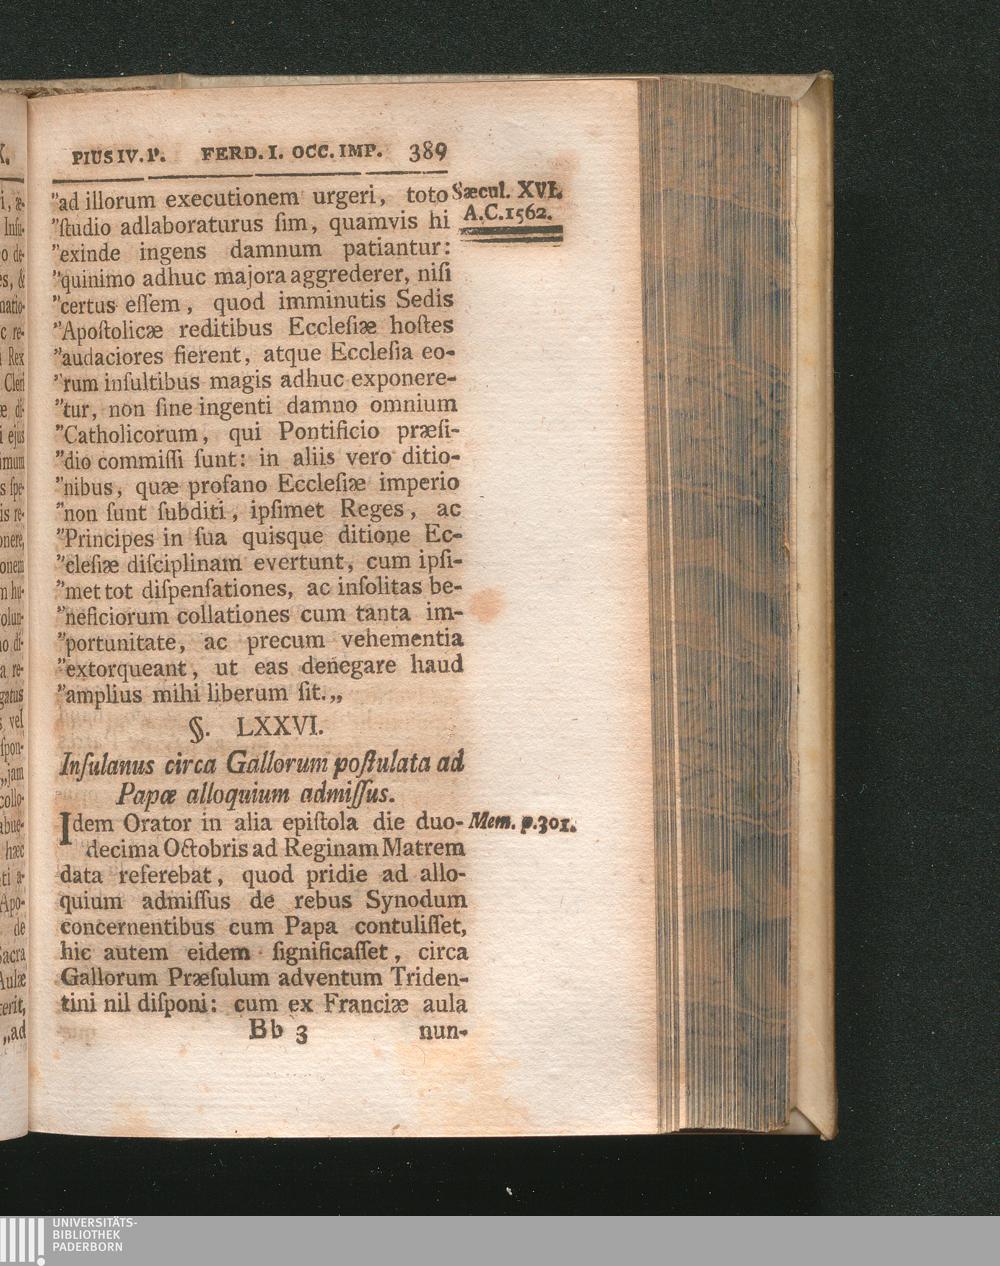 PIUS IV. P. FERD. I. OCC. IMP. 389
Sæcul. XVI.
A.C. 1562.
"ad illorum executionem urgeri, toto
"ſtudio adlaboraturus ſim, quamvis hi
"exinde ingens damnum patiantur:
"quinimo adhuc majora aggrederer, niſi
"certus eſſem, quod imminutis Sedis
"Apoſtolicæ reditibus Eccleſiæ hoſtes
"audaciores fierent, atque Eccleſia eo-
"rum inſultibus magis adhuc exponere-
"tur, non ſine ingenti damno omnium
"Catholicorum, qui Pontificio præſi-
"dio commiſſi ſunt: in aliis vero ditio-
"nibus, quæ profano Eccleſiæ imperio
"non ſunt ſubditi, ipſimet Reges, ac
"Principes in ſua quisque ditione Ec-
"cleſiæ diſciplinam evertunt, cum ipſi-
"met tot diſpenſationes, ac inſolitas be-
"neficiorum collationes cum tanta im-
"portunitate, ac precum vehementia
"extorqueant, ut eas denegare haud
"amplius mihi liberum ſit.„
§. LXXVI.
Inſulanus circa Gallorum poſtulata ad
Papæ alloquium admiſſus.
Idem Orator in alia epiſtola die duo-
Mem. p. 301.
decima Octobris ad Reginam Matrem
data referebat, quod pridie ad allo-
quium admiſſus de rebus Synodum
concernentibus cum Papa contuliſſet,
hic autem eidem ſignificaſſet, circa
Gallorum Præſulum adventum Triden-
tini nil diſponi: cum ex Franciæ aula
Bb 3 nun-
UNIVERSITÄTS-
BIBLIOTHEK
PADERBORN